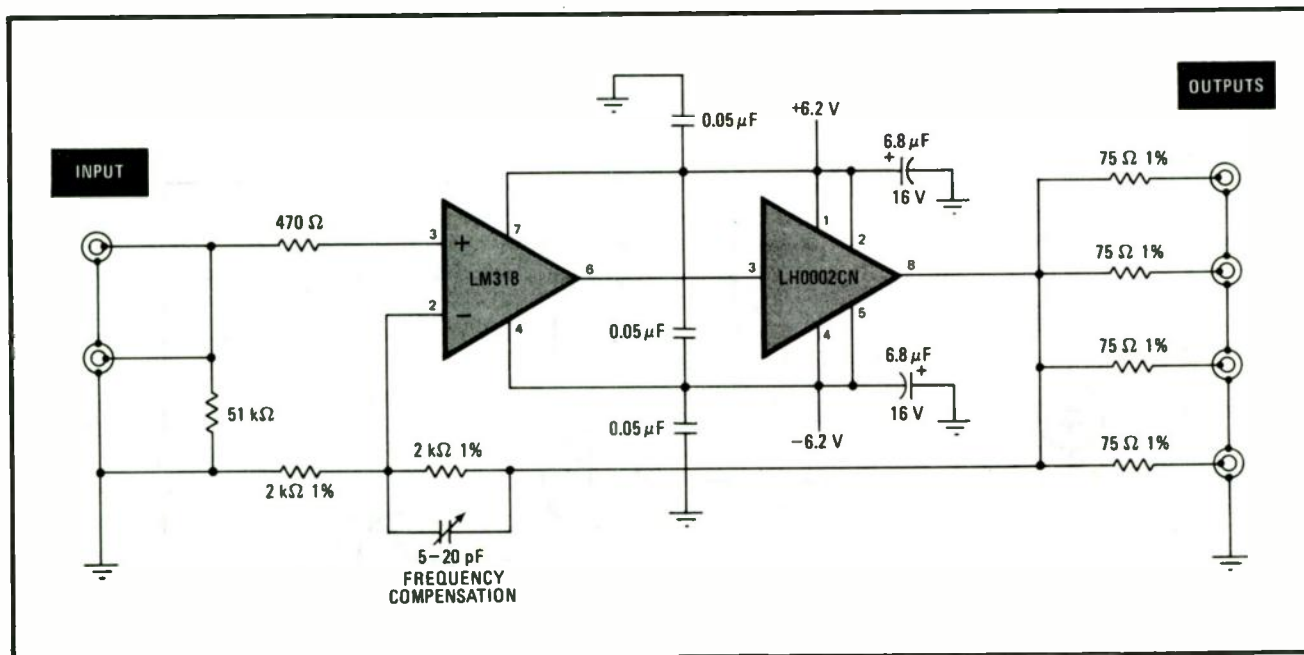 0.05 µF
+6.2 V
OUTPUTS
INPUT
6.8 µF
+
16 V
75 Ω 1%
470 Ω
3
+
7
1
2
LM318
6
3
LH0002CN
8
75 Ω 1%
2
−
4
0.05 µF
4
5
6.8 µF
+
16 V
75 Ω 1%
51 kΩ
0.05 µF
−6.2 V
2 kΩ 1%
2 kΩ 1%
75 Ω 1%
5–20 pF
FREQUENCY
COMPENSATION